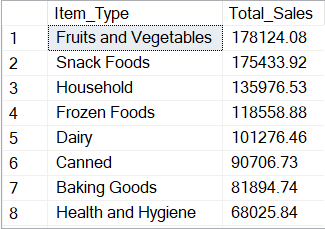 Item_Type Total_Sales
1 Fruits and Vegetables 178124.08
2 Snack Foods 175433.92
3 Household 135976.53
4 Frozen Foods 118558.88
5 Dairy 101276.46
6 Canned 90706.73
7 Baking Goods 81894.74
8 Health and Hygiene 68025.84